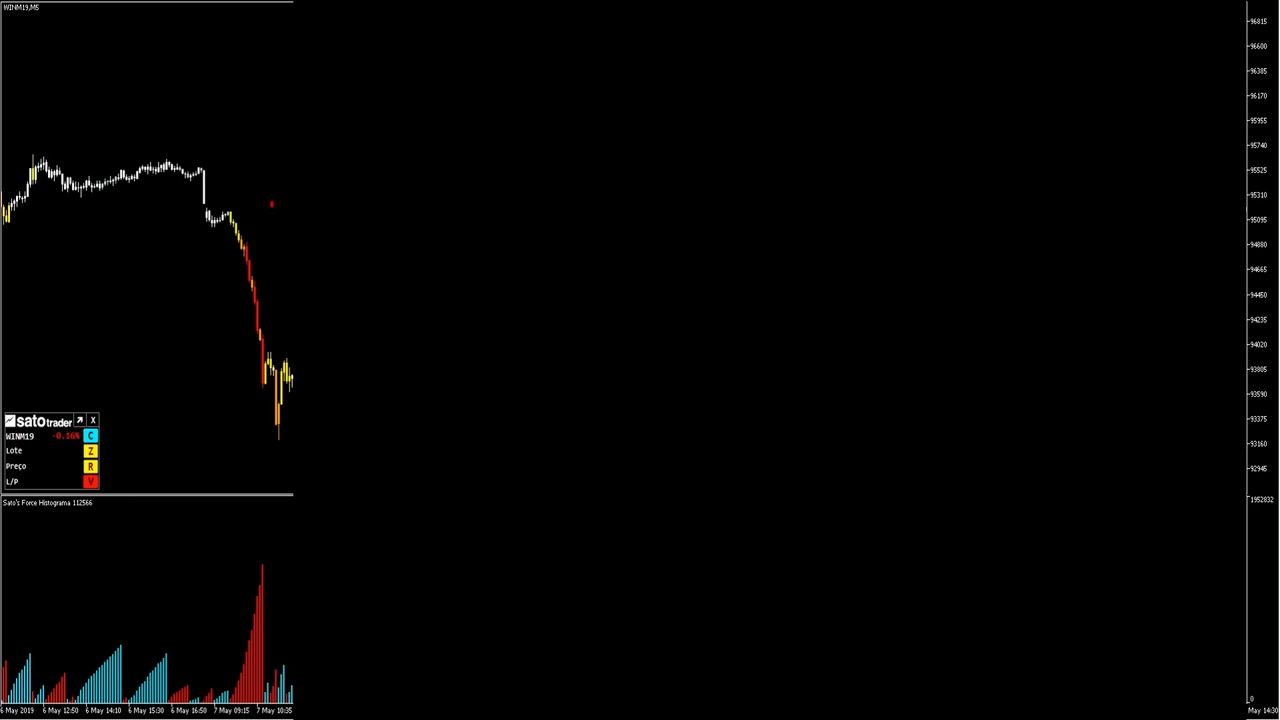 WINM19,M5
96815
96600
96385
96170
95955
95740
95525
95310
95095
94880
94665
94450
94235
94020
93805
93590
93375
93160
92945
sato trader X
WINM19 -0.16% C
Lote Z
Preço R
L/P V
Sato's Force Histograma 112566
1952832
0
6 May 2019 6 May 12:50 6 May 14:10 6 May 15:30 6 May 16:50 7 May 09:15 7 May 10:35
May 14:30